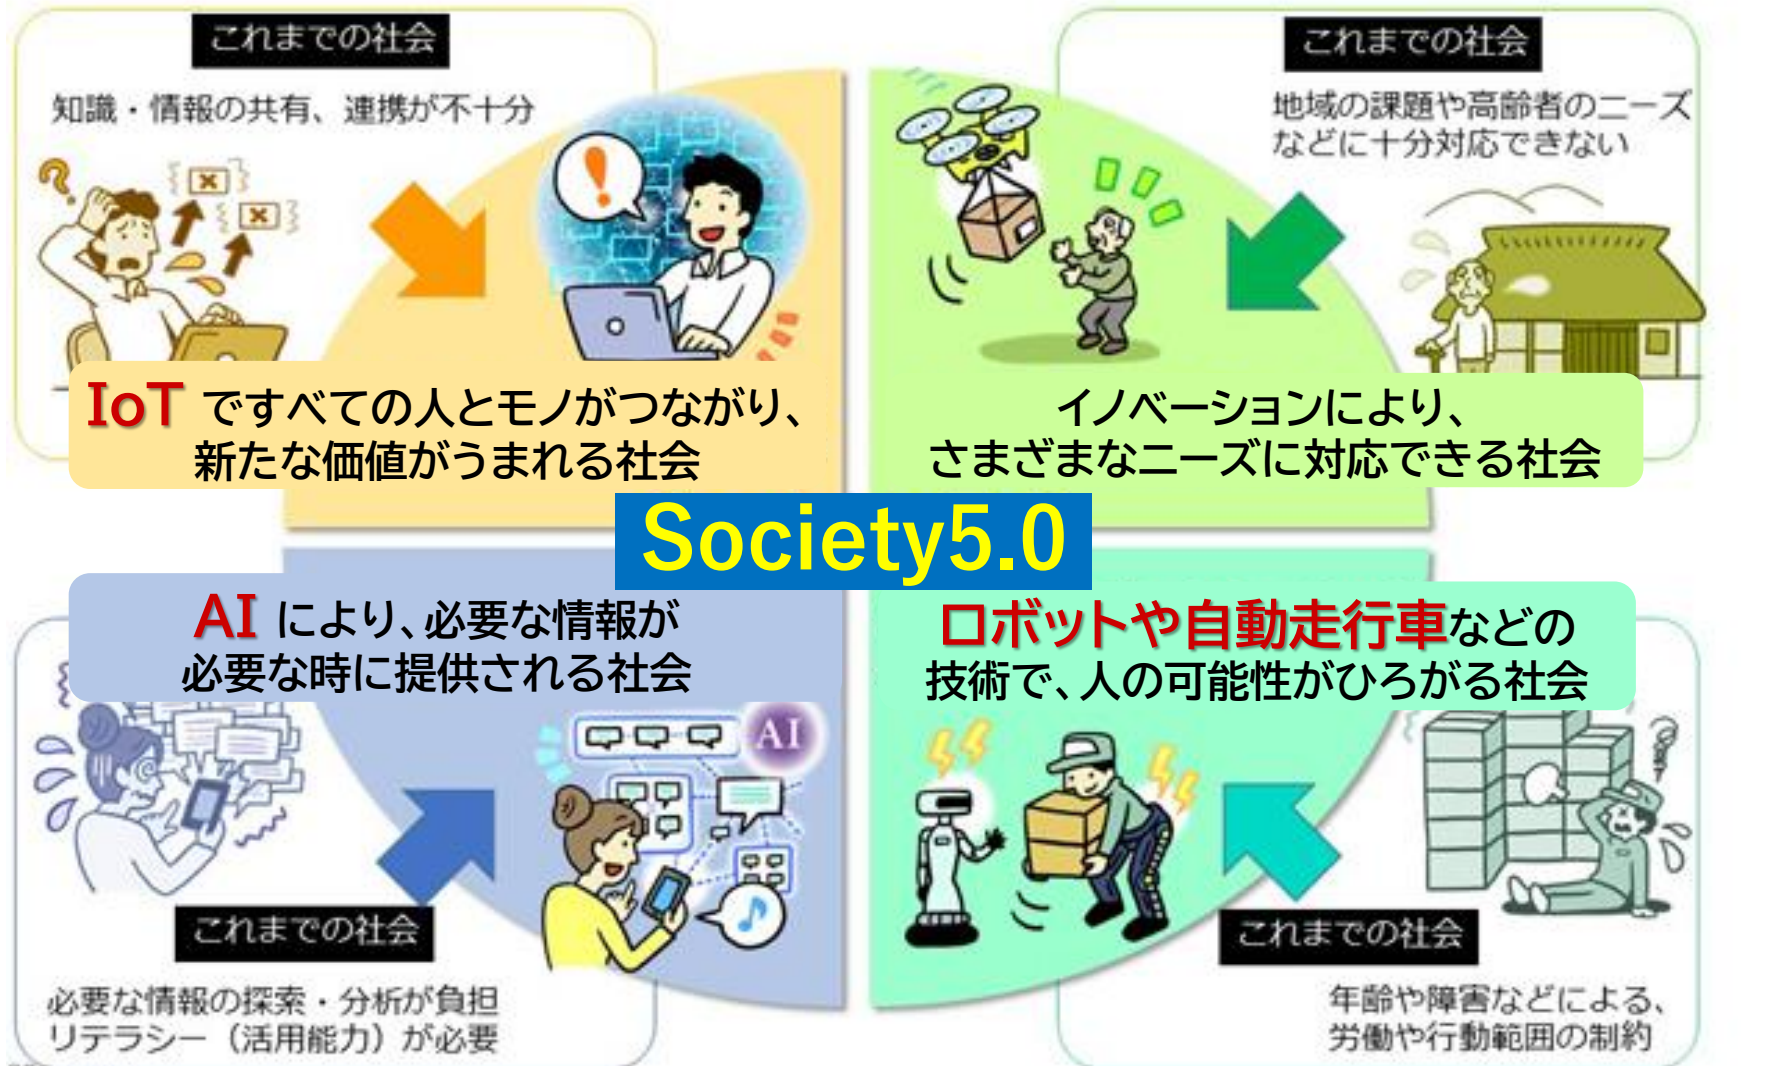 これまでの社会
知識・情報の共有、連携が不十分
IoT ですべての人とモノがつながり、
新たな価値がうまれる社会
これまでの社会
地域の課題や高齢者のニーズ
などに十分対応できない
イノベーションにより、
さまざまなニーズに対応できる社会
Society5.0
AI により、必要な情報が
必要な時に提供される社会
AI
これまでの社会
必要な情報の探索・分析が負担
リテラシー（活用能力）が必要
ロボットや自動走行車などの
技術で、人の可能性がひろがる社会
これまでの社会
年齢や障害などによる、
労働や行動範囲の制約